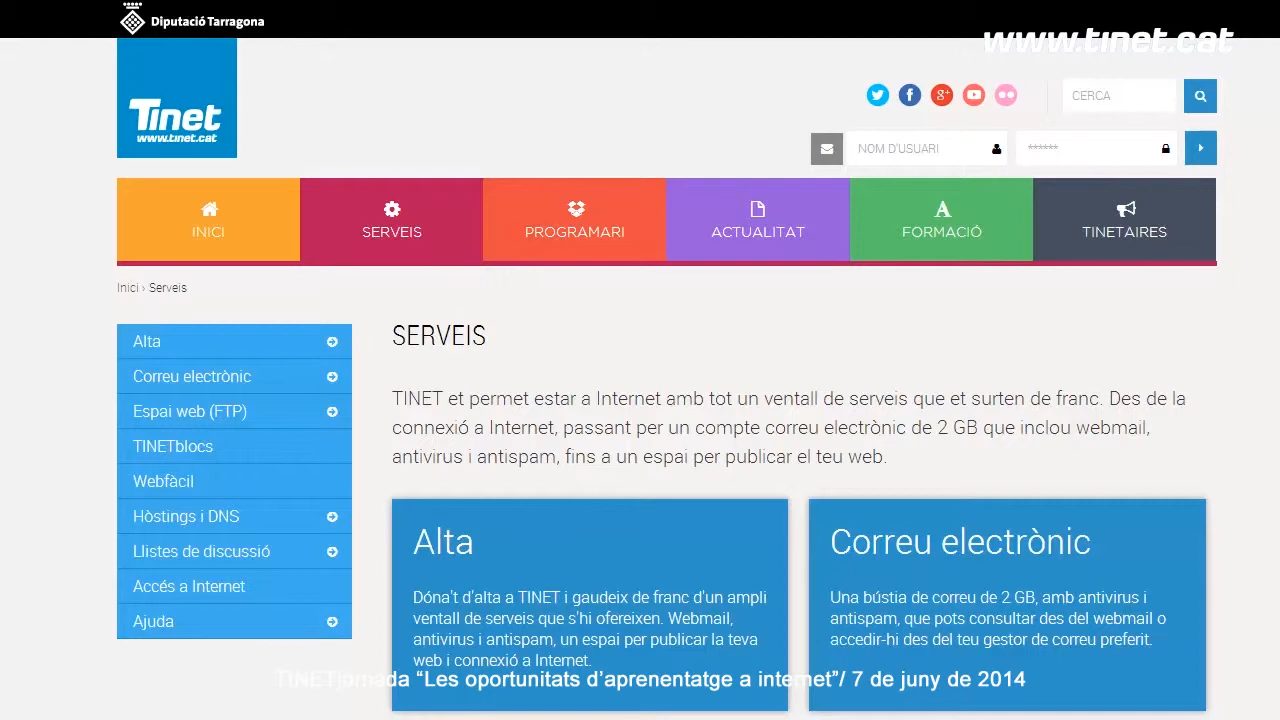 Diputació Tarragona
www.tinet.cat
Tinet
www.tinet.cat
CERCA
NOM D'USUARI
******
INICI
SERVEIS
PROGRAMARI
ACTUALITAT
FORMACIÓ
TINETAIRES
Inici › Serveis
Alta
Correu electrònic
Espai web (FTP)
TINETblocs
Webfàcil
Hòstings i DNS
Llistes de discussió
Accés a Internet
Ajuda
SERVEIS
TINET et permet estar a Internet amb tot un ventall de serveis que et surten de franc. Des de la
connexió a Internet, passant per un compte correu electrònic de 2 GB que inclou webmail,
antivirus i antispam, fins a un espai per publicar el teu web.
Alta
Dóna't d'alta a TINET i gaudeix de franc d'un ampli
ventall de serveis que s'hi ofereixen. Webmail,
antivirus i antispam, un espai per publicar la teva
web i connexió a Internet.
Correu electrònic
Una bústia de correu de 2 GB, amb antivirus i
antispam, que pots consultar des del webmail o
accedir-hi des del teu gestor de correu preferit.
TINETjornada “Les oportunitats d’aprenentatge a internet”/ 7 de juny de 2014